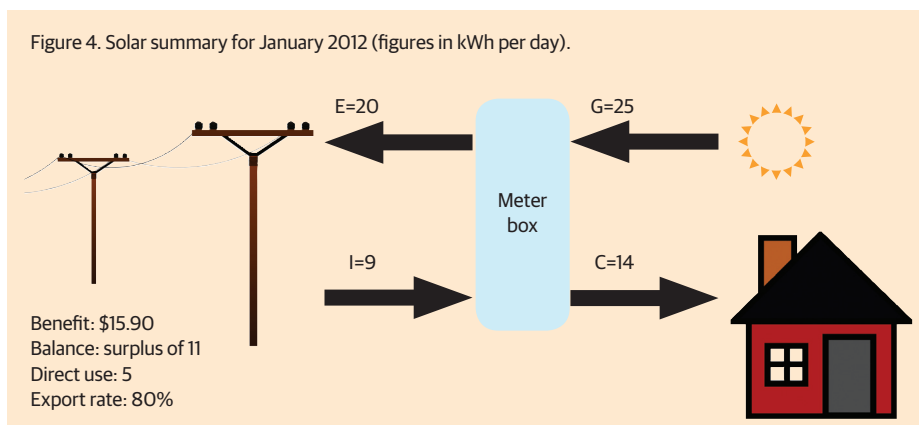 Figure 4. Solar summary for January 2012 (figures in kWh per day).
E=20
G=25
Meter
box
I=9
C=14
Benefit: $15.90
Balance: surplus of 11
Direct use: 5
Export rate: 80%